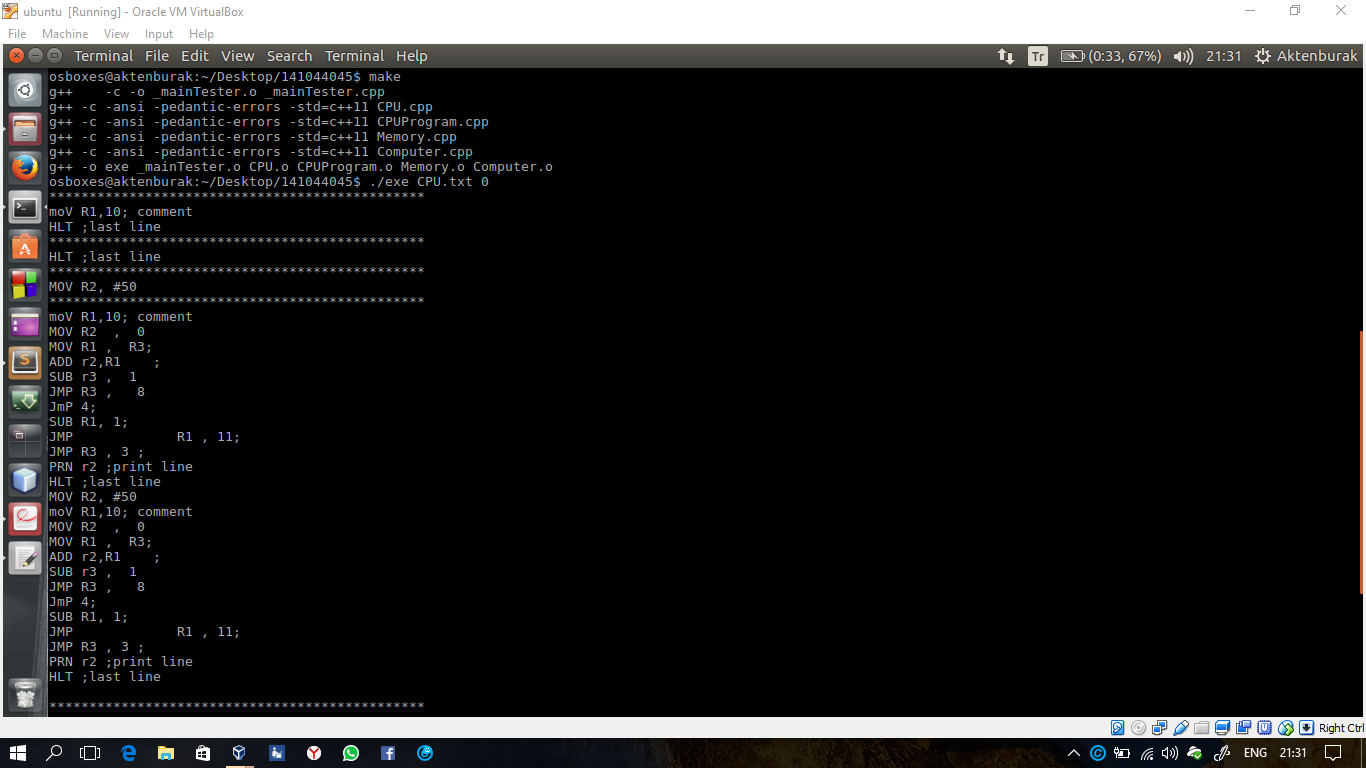 ubuntu  [Running] - Oracle VM VirtualBox
File Machine View Input Help
Terminal File Edit View Search Terminal Help Tr (0:33, 67%) 21:31 Aktenburak
osboxes@aktenburak:~/Desktop/141044045$ make
g++    -c -o _mainTester.o _mainTester.cpp
g++ -c -ansi -pedantic-errors -std=c++11 CPU.cpp
g++ -c -ansi -pedantic-errors -std=c++11 CPUProgram.cpp
g++ -c -ansi -pedantic-errors -std=c++11 Memory.cpp
g++ -c -ansi -pedantic-errors -std=c++11 Computer.cpp
g++ -o exe _mainTester.o CPU.o CPUProgram.o Memory.o Computer.o
osboxes@aktenburak:~/Desktop/141044045$ ./exe CPU.txt 0
***********************************************
moV R1,10; comment
HLT ;last line
***********************************************
HLT ;last line
***********************************************
MOV R2, #50
***********************************************
moV R1,10; comment
MOV R2  ,  0
MOV R1 ,  R3;
ADD r2,R1    ;
SUB r3 ,  1
JMP R3 ,   8
JmP 4;
SUB R1, 1;
JMP             R1 , 11;
JMP R3 , 3 ;
PRN r2 ;print line
HLT ;last line
MOV R2, #50
moV R1,10; comment
MOV R2  ,  0
MOV R1 ,  R3;
ADD r2,R1    ;
SUB r3 ,  1
JMP R3 ,   8
JmP 4;
SUB R1, 1;
JMP             R1 , 11;
JMP R3 , 3 ;
PRN r2 ;print line
HLT ;last line
***********************************************
Right Ctrl
ENG 21:31